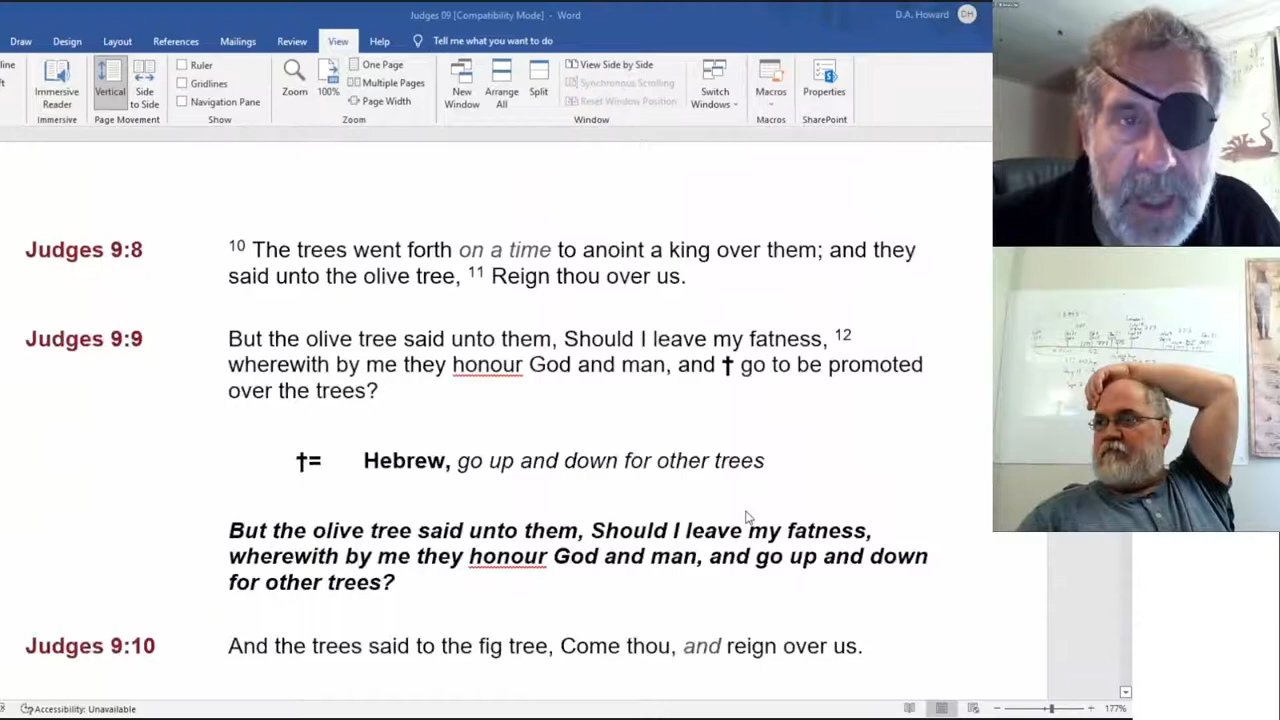 Judges 09 [Compatibility Mode] - Word
D.A. Howard
DH
Draw Design Layout References Mailings Review View Help Tell me what you want to do
Immersive Reader
Immersive
Vertical
Side to Side
Page Movement
Ruler
Gridlines
Navigation Pane
Show
Zoom
100%
One Page
Multiple Pages
Page Width
Zoom
New Window
Arrange All
Split
View Side by Side
Synchronous Scrolling
Reset Window Position
Switch Windows
Window
Macros
Macros
Properties
SharePoint
Judges 9:8 10 The trees went forth on a time to anoint a king over them; and they
said unto the olive tree, 11 Reign thou over us.
Judges 9:9 But the olive tree said unto them, Should I leave my fatness, 12
wherewith by me they honour God and man, and † go to be promoted
over the trees?
†= Hebrew, go up and down for other trees
But the olive tree said unto them, Should I leave my fatness,
wherewith by me they honour God and man, and go up and down
for other trees?
Judges 9:10 And the trees said to the fig tree, Come thou, and reign over us.
Accessibility: Unavailable
177%